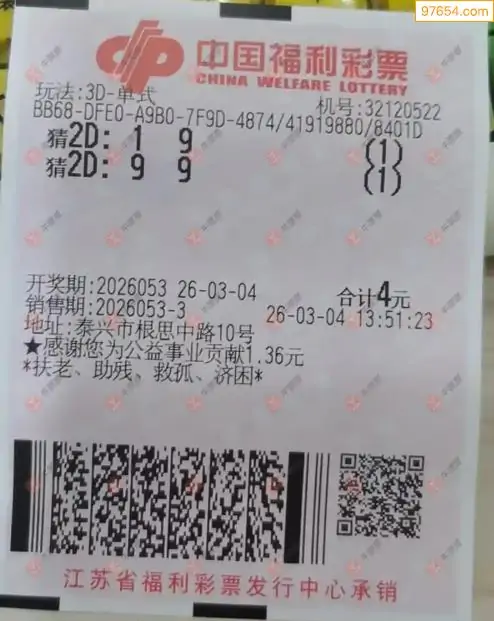 97654.com
中国福利彩票
CHINA WELFARE LOTTERY
玩法:3D-单式 机号:32120522
BB68-DFE0-A9B0-7F9D-4874/41919880/8401D
猜2D: 1 9 (1)
猜2D: 9 9 (1)
开奖期:2026053 26-03-04 合计4元
销售期:2026053-3 26-03-04 13:51:23
地址:泰兴市根思中路10号
★感谢您为公益事业贡献1.36元
*扶老、助残、救孤、济困*
江苏省福利彩票发行中心承销